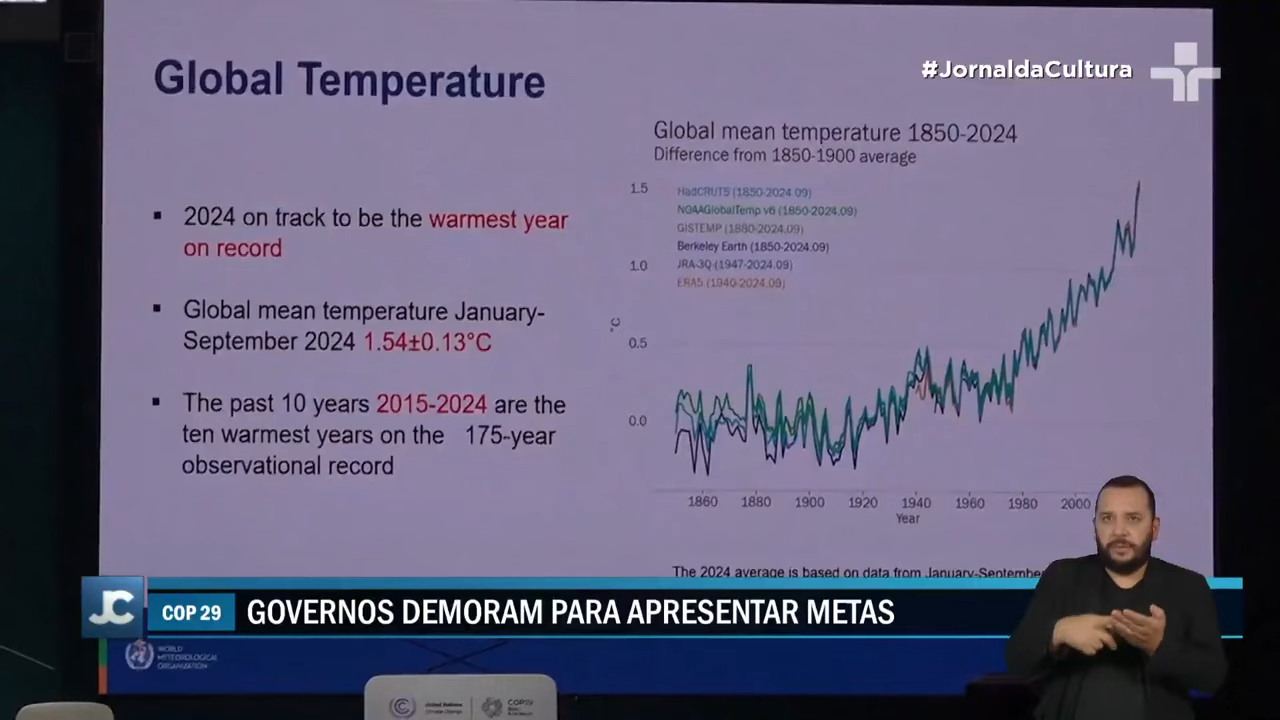 Global Temperature
#JornaldaCultura
Global mean temperature 1850-2024
Difference from 1850-1900 average
1.5
HadCRUT5 (1850-2024.09)
NOAAGlobalTemp v6 (1850-2024.09)
GISTEMP (1880-2024.09)
Berkeley Earth (1850-2024.09)
JRA-3Q (1947-2024.09)
ERA5 (1940-2024.09)
1.0
°C
0.5
0.0
1860 1880 1900 1920 1940 1960 1980 2000
Year
▪ 2024 on track to be the warmest year
on record
▪ Global mean temperature January-
September 2024 1.54±0.13°C
▪ The past 10 years 2015-2024 are the
ten warmest years on the 175-year
observational record
The 2024 average is based on data from January-September
JC
COP 29
GOVERNOS DEMORAM PARA APRESENTAR METAS
WORLD
METEOROLOGICAL
ORGANIZATION
United Nations
Climate Change
COP29